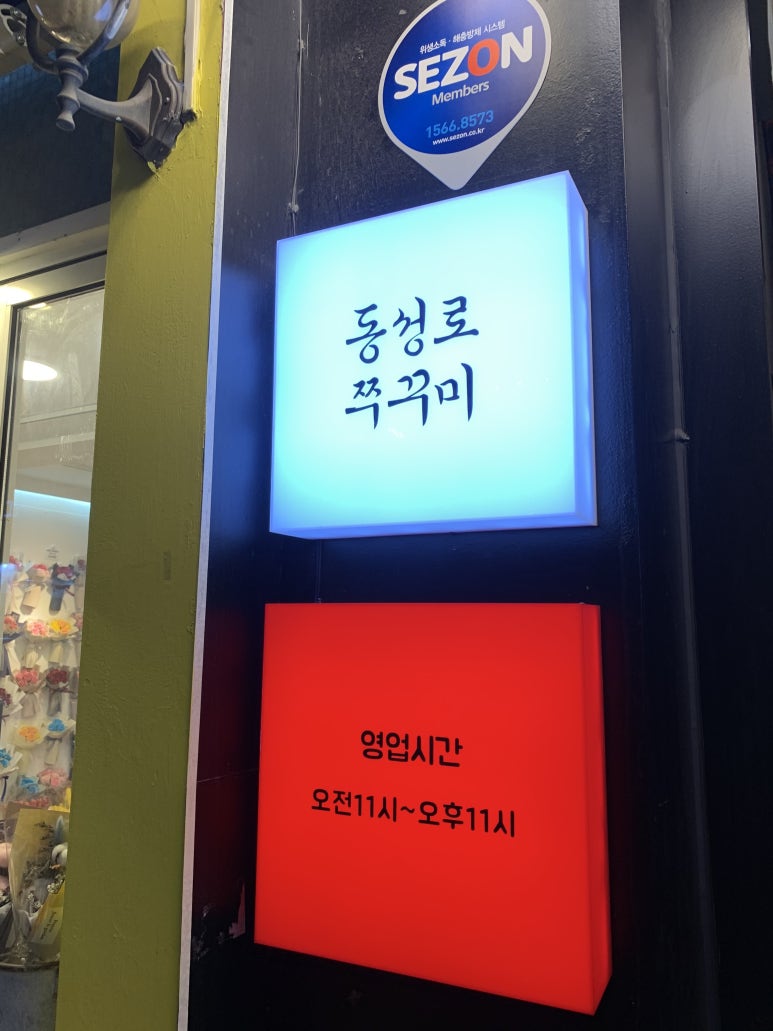 위생소독 · 해충방제 시스템
SEZON
Members
1566.8573
www.sezon.co.kr
동성로
쭈꾸미
영업시간
오전11시~오후11시